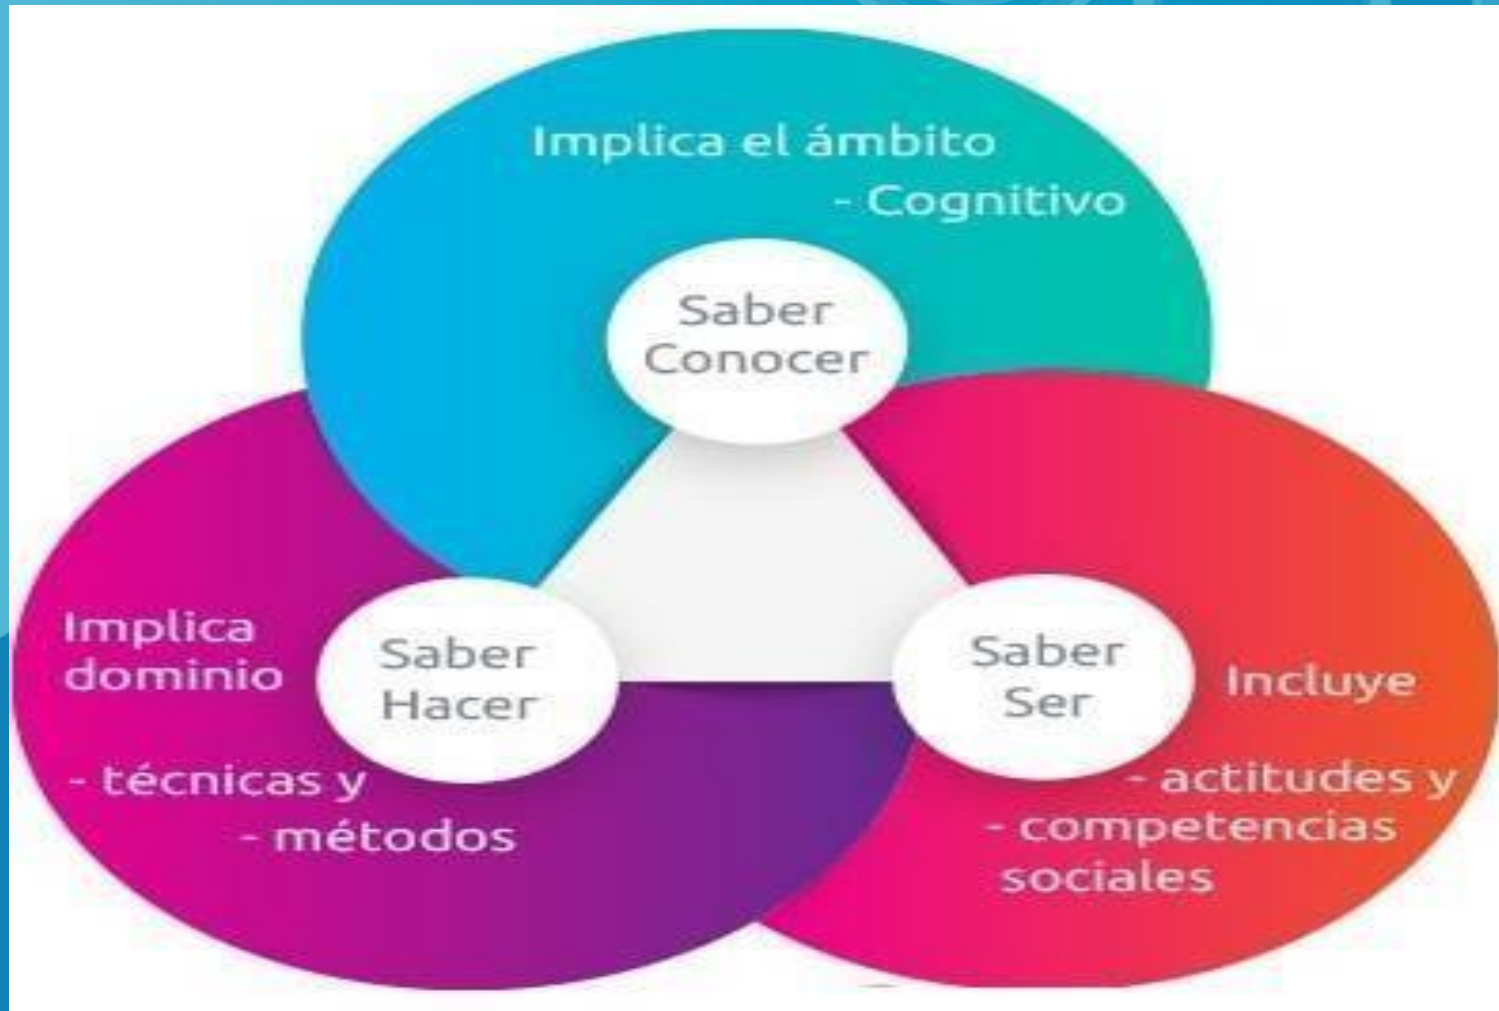 Implica el ámbito
- Cognitivo
Saber
Conocer
Implica
dominio
- técnicas y
- métodos
Saber
Hacer
Saber
Ser
Incluye
- actitudes y
- competencias
sociales